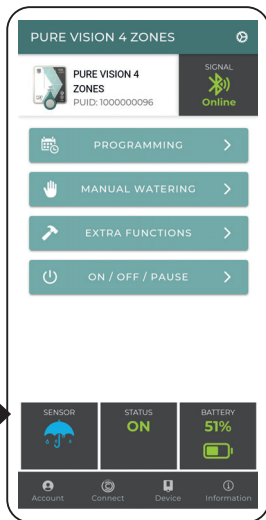 PURE VISION 4 ZONES
PURE VISION 4
ZONES
PUID: 1000000096
SIGNAL
Online
PROGRAMMING
MANUAL WATERING
EXTRA FUNCTIONS
ON / OFF / PAUSE
SENSOR
STATUS
ON
BATTERY
51%
Account
Connect
Device
Information